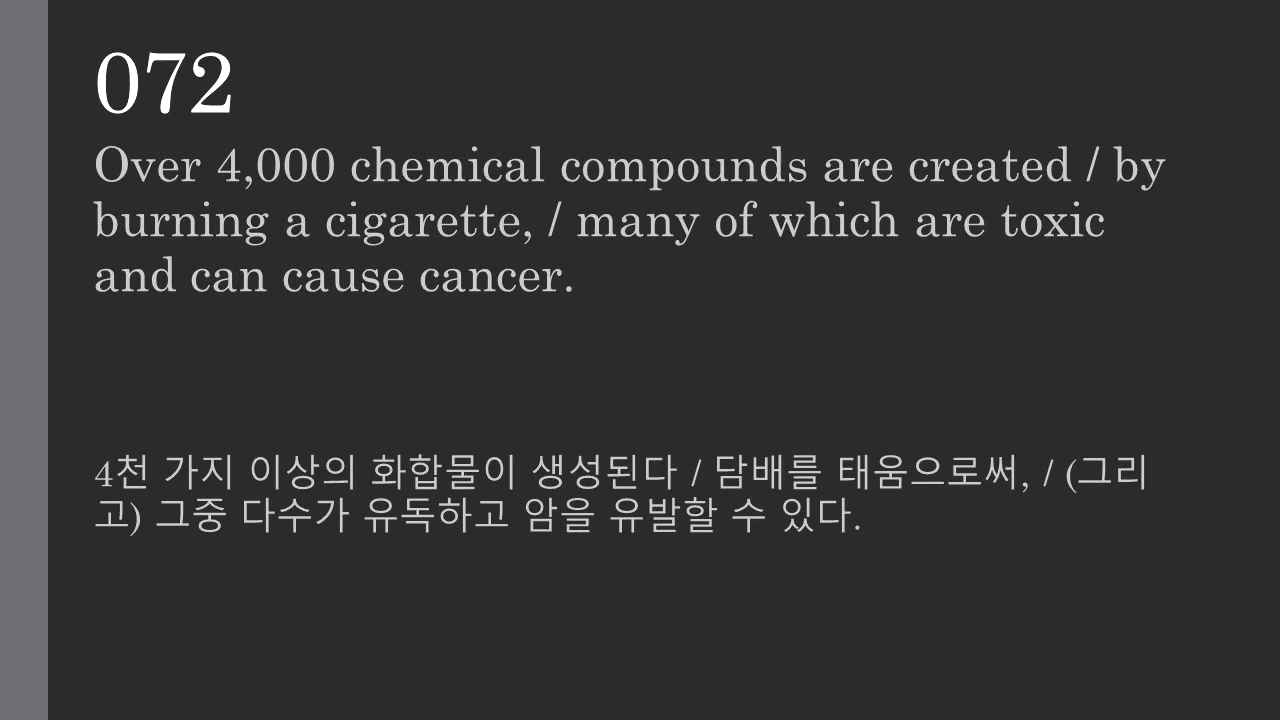 072
Over 4,000 chemical compounds are created / by
burning a cigarette, / many of which are toxic
and can cause cancer.
4천 가지 이상의 화합물이 생성된다 / 담배를 태움으로써, / (그리
고) 그중 다수가 유독하고 암을 유발할 수 있다.